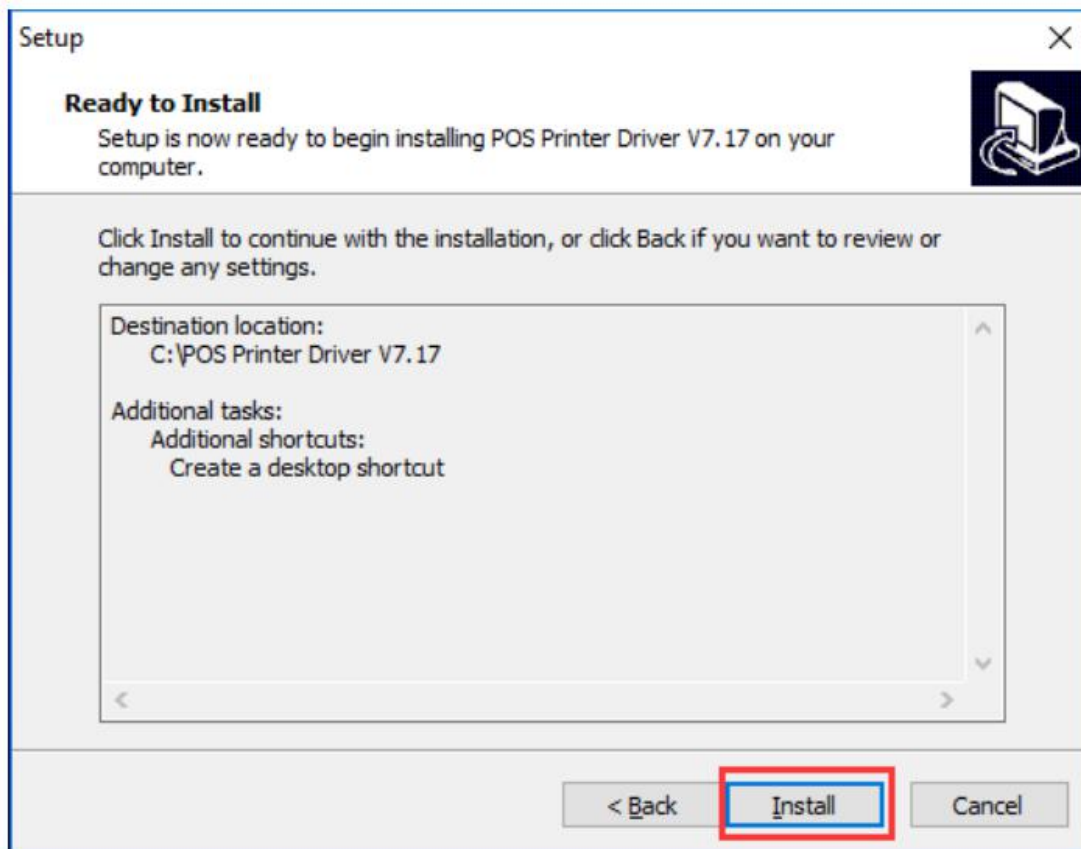 Setup
Ready to Install
Setup is now ready to begin installing POS Printer Driver V7.17 on your
computer.
Click Install to continue with the installation, or click Back if you want to review or
change any settings.
Destination location:
C:\POS Printer Driver V7.17
Additional tasks:
Additional shortcuts:
Create a desktop shortcut
< Back Install Cancel